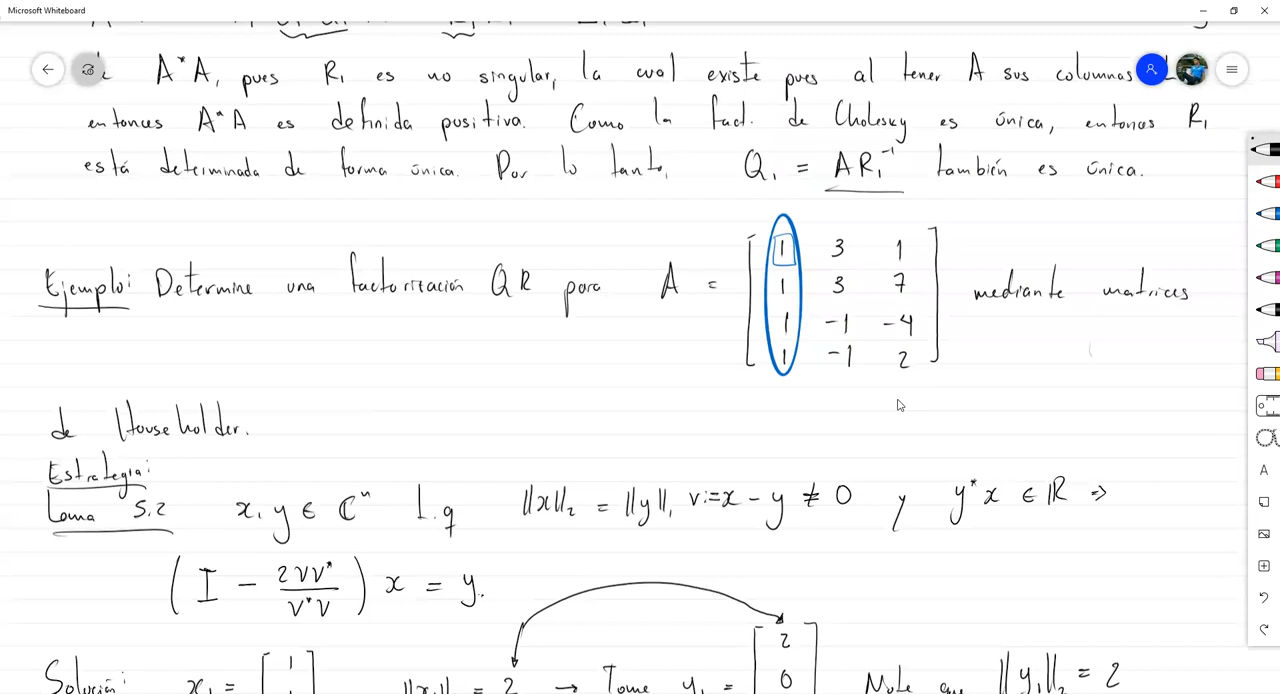 Microsoft Whiteboard
A*A, pues R₁ es no singular, la cual existe pues al tener A sus columnas
entonces A*A es definida positiva. Como la fact. de Cholesky es única, entonces R₁
está determinada de forma única. Por lo tanto, Q₁ = AR₁⁻¹ también es única.
Ejemplo: Determine una factorización QR para A = [1 3 1
1 3 7
1 -1 -4
1 -1 2] mediante matrices
de Householder.
Estrategia:
Lema 5.2 x, y ∈ ℂⁿ t.q ||x||₂ = ||y||, v:=x - y ≠ 0 y y*x ∈ ℝ ⇒
(I - 2vv*/v*v) x = y.
Solución: x₁ = [1 = 2 → Tome y₁ = [2
0 Note que ||y₁||₂ = 2
A